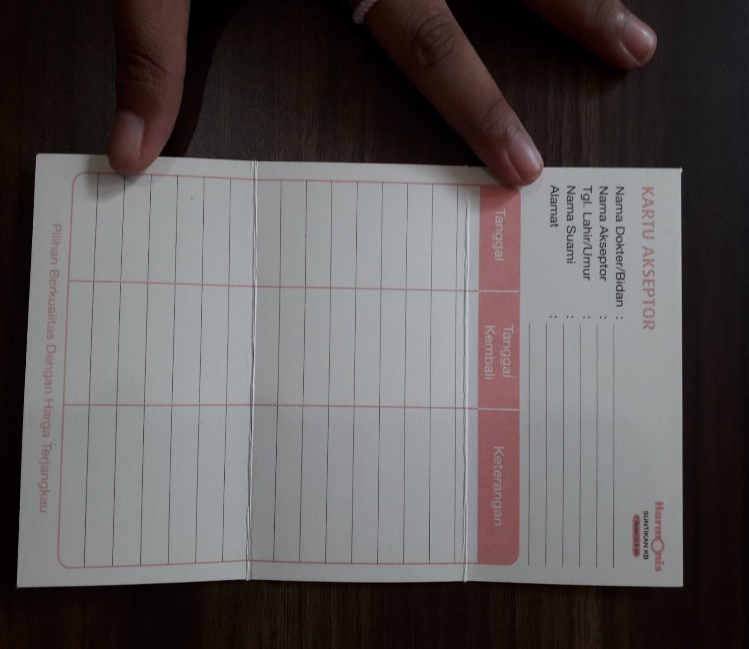 KARTU AKSEPTOR
HarmOnis
SUNTIKAN KB
Nama Dokter/Bidan :
Nama Akseptor :
Tgl. Lahir/Umur :
Nama Suami :
Alamat :
Tanggal
Tanggal
Kembali
Keterangan
Pilihan Berkualitas Dengan Harga Terjangkau